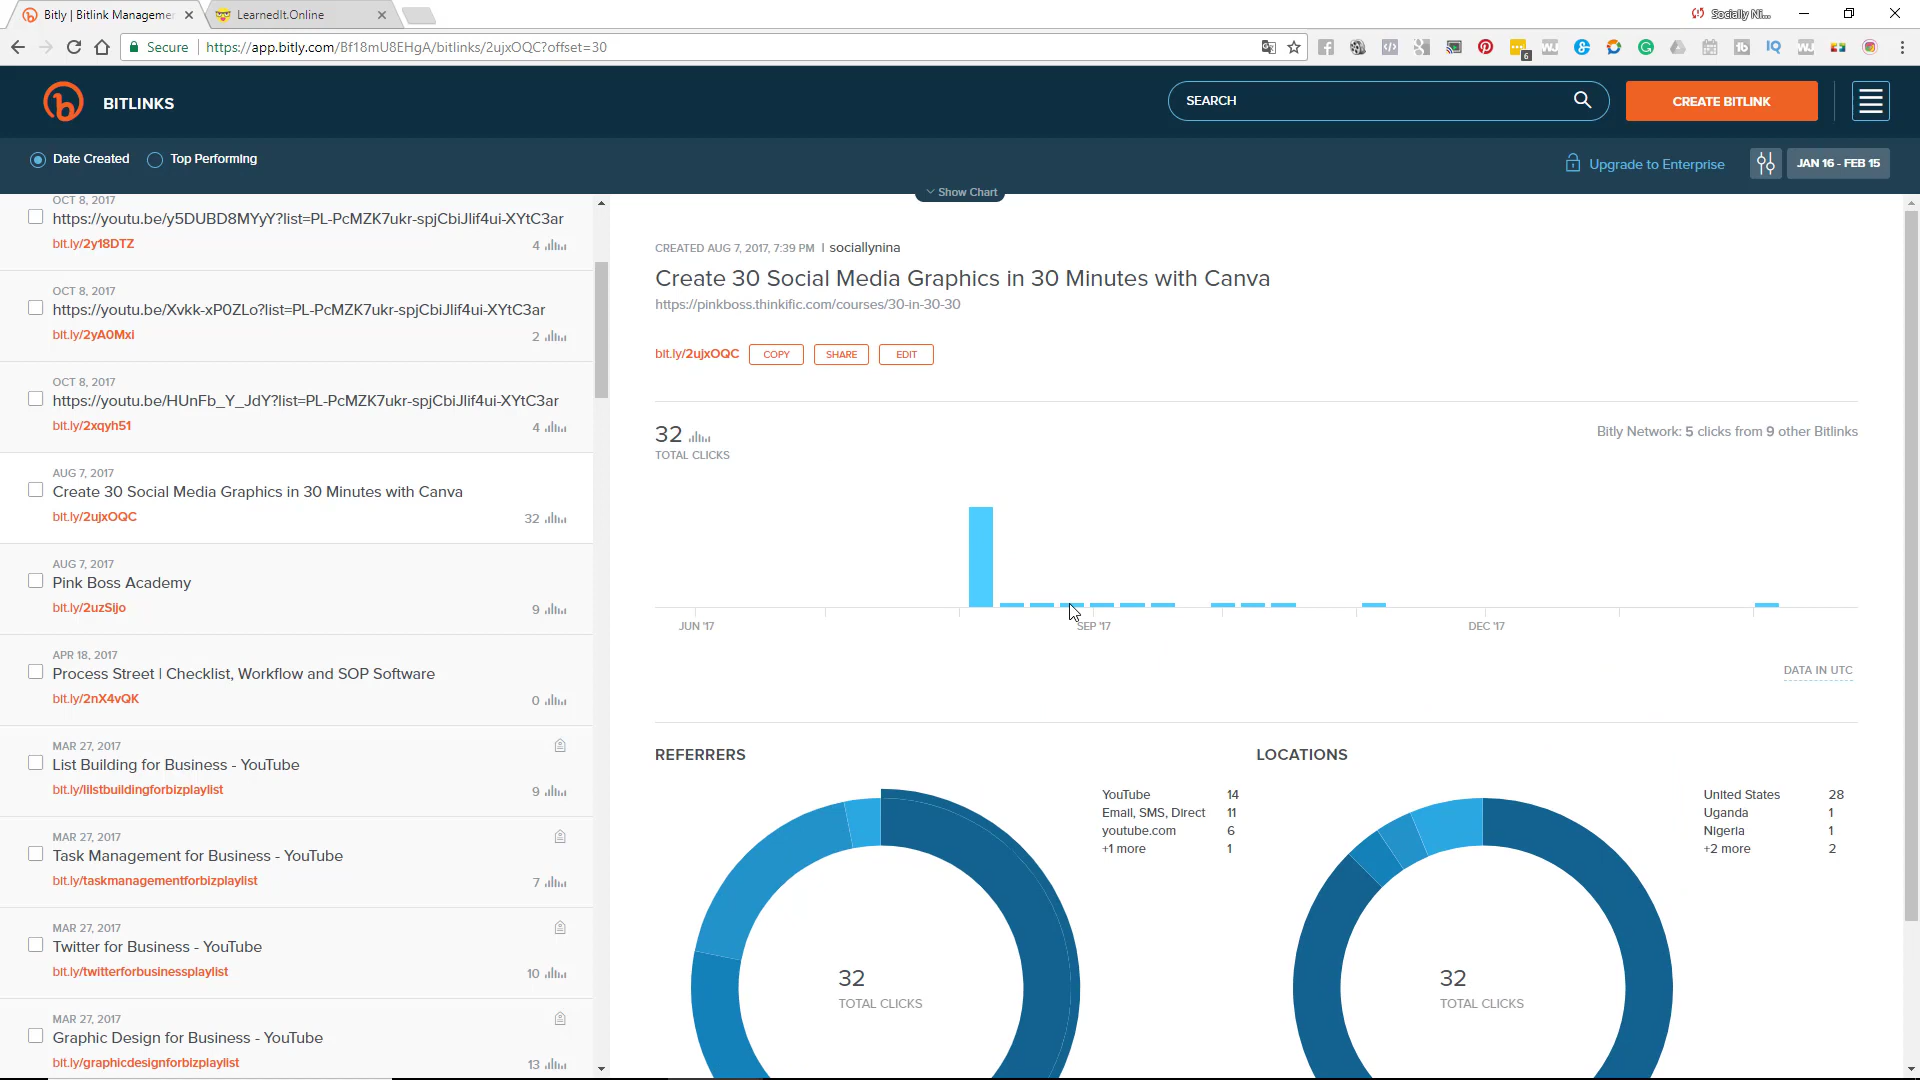 Bitly | Bitlink Manageme
LearnedIt.Online
Socially Ni...
Secure
https://app.bitly.com/Bf18mU8EHgA/bitlinks/2ujxOQC?offset=30
6
BITLINKS
SEARCH
CREATE BITLINK
Date Created
Top Performing
Upgrade to Enterprise
JAN 16 - FEB 15
Show Chart
OCT 8, 2017
https://youtu.be/y5DUBD8MYyY?list=PL-PcMZK7ukr-spjCbiJlif4ui-XYtC3ar
bit.ly/2y18DTZ
4
OCT 8, 2017
https://youtu.be/Xvkk-xP0ZLo?list=PL-PcMZK7ukr-spjCbiJlif4ui-XYtC3ar
bit.ly/2yA0Mxi
2
OCT 8, 2017
https://youtu.be/HUnFb_Y_JdY?list=PL-PcMZK7ukr-spjCbiJlif4ui-XYtC3ar
bit.ly/2xqyh51
4
AUG 7, 2017
Create 30 Social Media Graphics in 30 Minutes with Canva
bit.ly/2ujxOQC
32
AUG 7, 2017
Pink Boss Academy
bit.ly/2uzSijo
9
APR 18, 2017
Process Street | Checklist, Workflow and SOP Software
bit.ly/2nX4vQK
0
MAR 27, 2017
List Building for Business - YouTube
bit.ly/lilstbuildingforbizplaylist
9
MAR 27, 2017
Task Management for Business - YouTube
bit.ly/taskmanagementforbizplaylist
7
MAR 27, 2017
Twitter for Business - YouTube
bit.ly/twitterforbusinessplaylist
10
MAR 27, 2017
Graphic Design for Business - YouTube
bit.ly/graphicdesignforbizplaylist
13
CREATED AUG 7, 2017, 7:39 PM | sociallynina
Create 30 Social Media Graphics in 30 Minutes with Canva
https://pinkboss.thinkific.com/courses/30-in-30-30
bit.ly/2ujxOQC
COPY
SHARE
EDIT
32
TOTAL CLICKS
Bitly Network: 5 clicks from 9 other Bitlinks
JUN '17
SEP '17
DEC '17
DATA IN UTC
REFERRERS
YouTube 14
Email, SMS, Direct 11
youtube.com 6
+1 more 1
32
TOTAL CLICKS
LOCATIONS
United States 28
Uganda 1
Nigeria 1
+2 more 2
32
TOTAL CLICKS